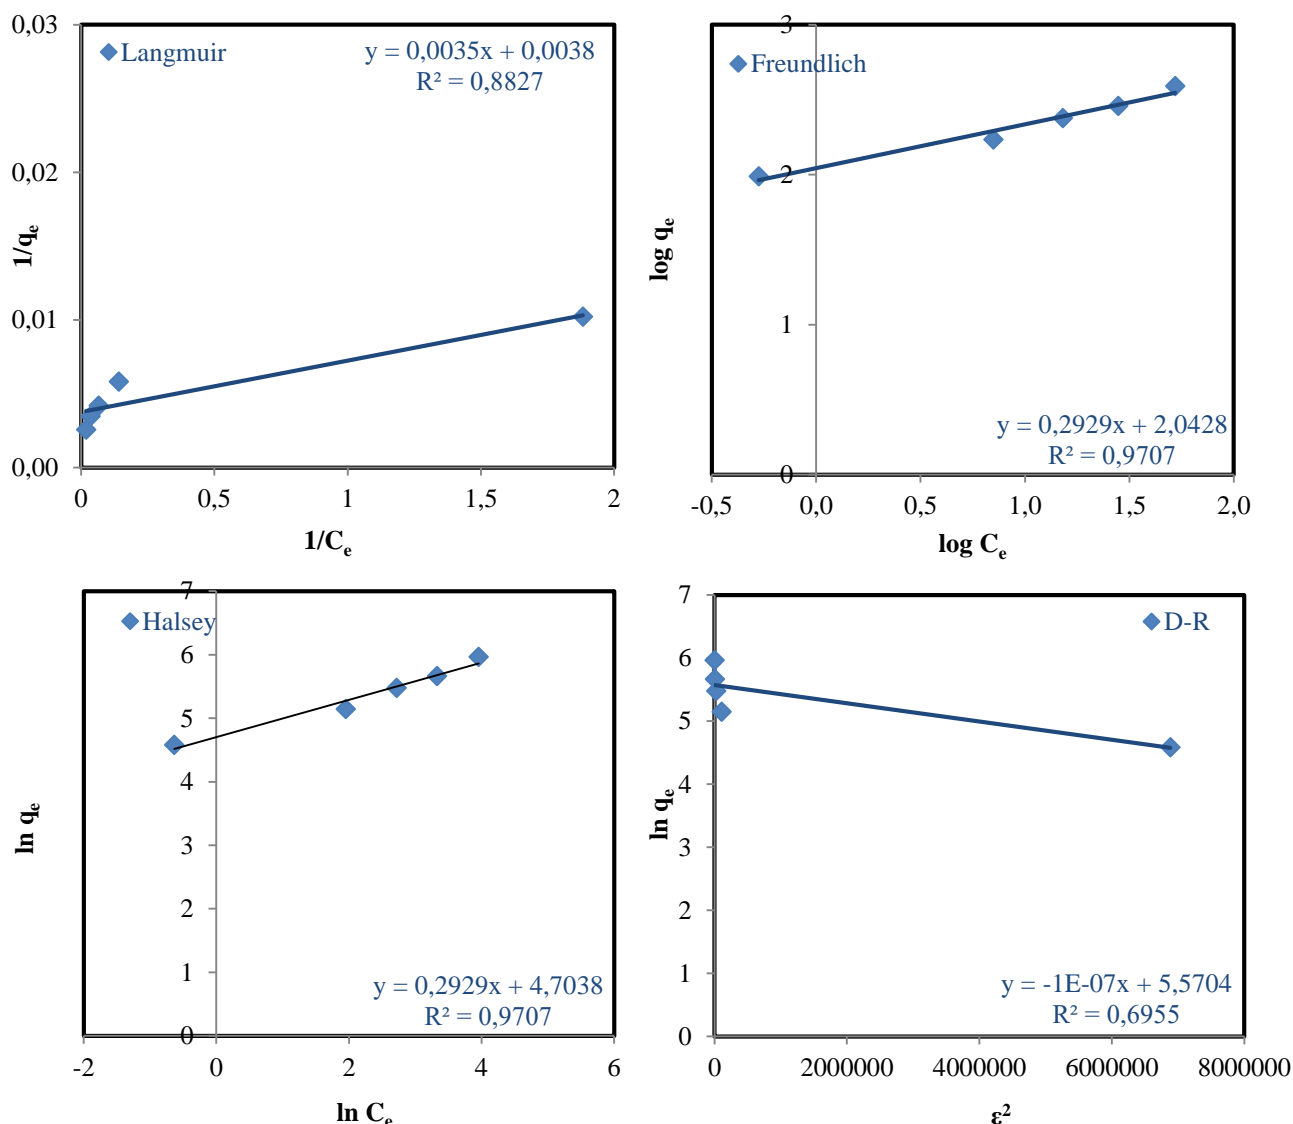 0,03
Langmuir
y = 0,0035x + 0,0038
R² = 0,8827
0,02
1/qe
0,01
0,00
0 0,5 1 1,5 2
1/Ce
3
Freundlich
2
log qe
1
y = 0,2929x + 2,0428
R² = 0,9707
0
-0,5 0,0 0,5 1,0 1,5 2,0
log Ce
7
Halsey
6
5
4
ln qe
3
2
1
y = 0,2929x + 4,7038
R² = 0,9707
0
-2 0 2 4 6
ln Ce
7
D-R
6
5
4
ln qe
3
2
1
y = -1E-07x + 5,5704
R² = 0,6955
0
0 2000000 4000000 6000000 8000000
ε²